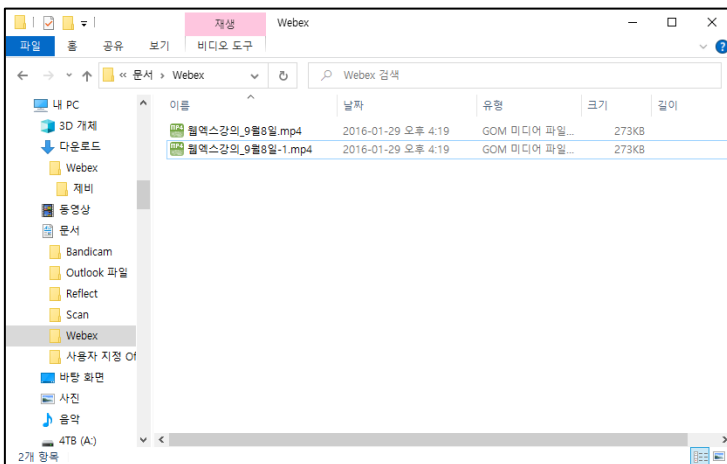 재생 Webex
파일 홈 공유 보기 비디오 도구
« 문서 › Webex Webex 검색
이름 날짜 유형 크기 길이
웹엑스강의_9월8일.mp4 2016-01-29 오후 4:19 GOM 미디어 파일... 273KB
웹엑스강의_9월8일-1.mp4 2016-01-29 오후 4:19 GOM 미디어 파일... 273KB
내 PC
3D 개체
다운로드
Webex
제비
동영상
문서
Bandicam
Outlook 파일
Reflect
Scan
Webex
사용자 지정 Of
바탕 화면
사진
음악
4TB (A:)
2개 항목